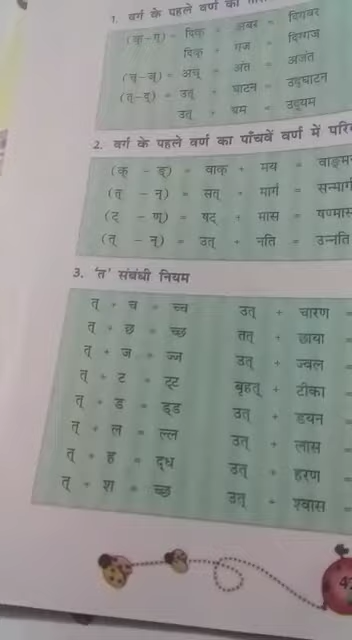 1. वर्ग के पहले वर्ण का
(क्-ग्) = दिक् + अंबर = दिगंबर
दिक् + गज = दिग्गज
(च्-ज्) = अच् + अंत = अजंत
(त्-द्) = उत् + घाटन = उद्घाटन
उत् + यम = उद्यम
2. वर्ग के पहले वर्ण का पाँचवें वर्ण में
(क् - ङ्) = वाक् + मय = वाङ्मय
(त् - न्) = सत् + मार्ग = सन्मार्ग
(ट् - ण्) = षट् + मास = षण्मास
(त् - न्) = उत् + नति = उन्नति
3. 'त' संबंधी नियम
त् + च = च्च उत् + चारण =
त् + छ = च्छ तत् + छाया =
त् + ज = ज्ज उत् + ज्वल =
त् + ट = ट्ट बृहत् + टीका =
त् + ड = ड्ड उत् + डयन =
त् + ल = ल्ल उत् + लास =
त् + ह = द्ध उत् + हरण =
त् + श = च्छ उत् + श्वास =